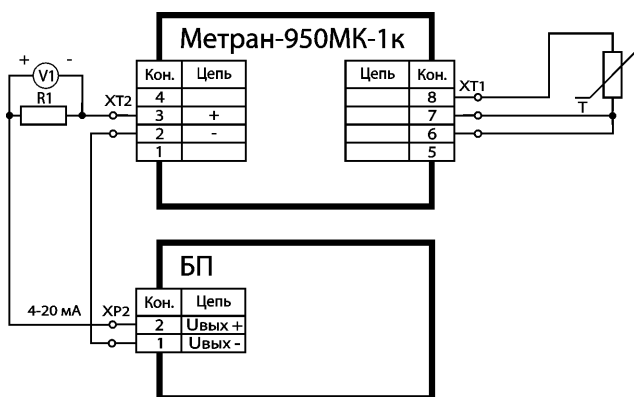 Метран-950МК-1к
+ -
V1
R1
XT2
Кон. Цепь
4
3 +
2 -
1
Цепь Кон.
8
7
6
5
XT1
T
БП
4-20 мА
XP2
Кон. Цепь
2 Uвых +
1 Uвых -